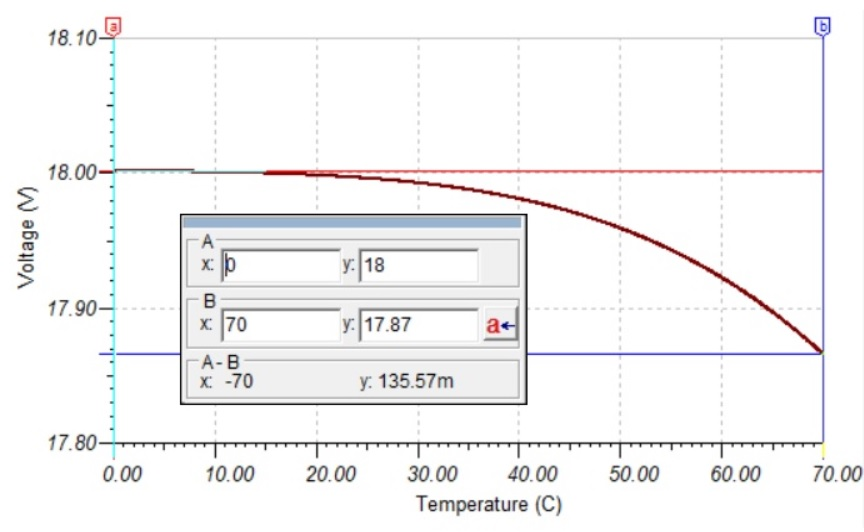 a
b
18.10
18.00
17.90
17.80
Voltage (V)
A
x: 0 y: 18
B
x: 70 y: 17.87 a←
A - B
x: -70 y: 135.57m
0.00 10.00 20.00 30.00 40.00 50.00 60.00 70.00
Temperature (C)